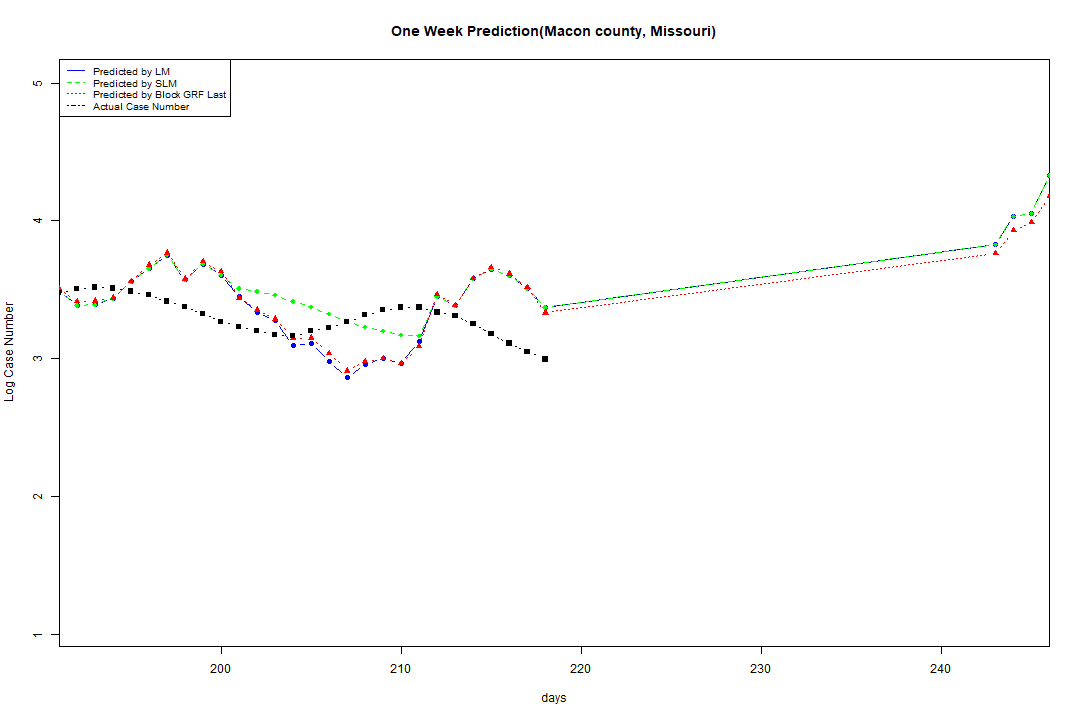 One Week Prediction(Macon county, Missouri)
Predicted by LM
Predicted by SLM
Predicted by Block GRF Last
Actual Case Number
5
4
3
2
1
Log Case Number
200 210 220 230 240
days